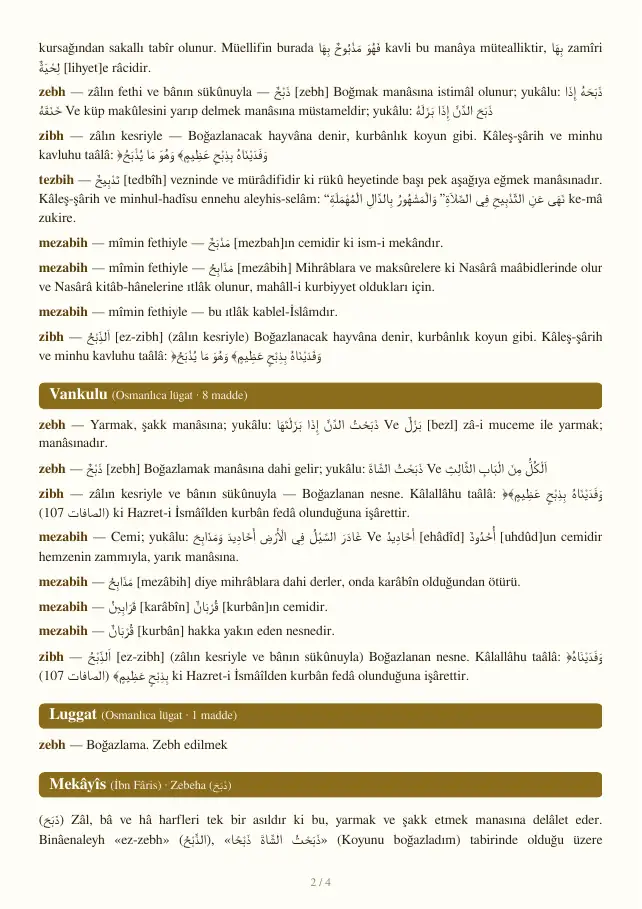 kursağından sakallı tabîr olunur. Müellifin burada فَهُوَ مَذْبُوحٌ بِهَا kavli bu manâya mütealliktir, بِهَا zamîri
لِحْيَةٌ [lihyet]e râcidir.
zebh — zâlın fethi ve bânın sükûnuyla — ذَبْحٌ [zebh] Boğmak manâsına istimâl olunur; yukâlu: ذَبَحَهُ إِذَا
خَنَقَهُ Ve küp makûlesini yarıp delmek manâsına müstameldir; yukâlu: ذَبَحَ الدَّنَّ إِذَا بَزَلَهُ
zibh — zâlın kesriyle — Boğazlanacak hayvâna denir, kurbânlık koyun gibi. Kâleş-şârih ve minhu
kavluhu taâlâ: ﴿وَفَدَيْنَاهُ بِذِبْحٍ عَظِيمٍ﴾ وَهُوَ مَا يُذْبَحُ
tezbih — تَذْبِيحٌ [tedbîh] vezninde ve mürâdifidir ki rükû heyetinde başı pek aşağıya eğmek manâsınadır.
Kâleş-şârih ve minhul-hadîsu ennehu aleyhis-selâm: “نَهَى عَنِ التَّذْبِيحِ فِي الصَّلَاةِ” وَالْمَشْهُورُ بِالدَّالِ الْمُهْمَلَةِ ke-mâ
zukire.
mezabih — mîmin fethiyle — مَذْبَحٌ [mezbah]ın cemidir ki ism-i mekândır.
mezabih — mîmin fethiyle — مَذَابِحُ [mezâbih] Mihrâblara ve maksûrelere ki Nasârâ maâbidlerinde olur
ve Nasârâ kitâb-hânelerine ıtlâk olunur, mahâll-i kurbiyyet oldukları için.
mezabih — mîmin fethiyle — bu ıtlâk kablel-İslâmdır.
zibh — اَلذِّبْحُ [ez-zibh] (zâlın kesriyle) Boğazlanacak hayvâna denir, kurbânlık koyun gibi. Kâleş-şârih
ve minhu kavluhu taâlâ: ﴿وَفَدَيْنَاهُ بِذِبْحٍ عَظِيمٍ﴾ وَهُوَ مَا يُذْبَحُ
Vankulu (Osmanlıca lügat · 8 madde)
zebh — Yarmak, şakk manâsına; yukâlu: ذَبَحْتُ الدَّنَّ إِذَا بَزَلْتَهَا Ve بَزْلٌ [bezl] zâ-i muceme ile yarmak;
manâsınadır.
zebh — ذَبْحٌ [zebh] Boğazlamak manâsına dahi gelir; yukâlu: ذَبَحْتُ الشَّاةَ Ve اَلْكُلُّ مِنَ الْبَابِ الثَّالِثِ
zibh — zâlın kesriyle ve bânın sükûnuyla — Boğazlanan nesne. Kâlallâhu taâlâ: ﴿وَفَدَيْنَاهُ بِذِبْحٍ عَظِيمٍ﴾
(الصافات 107) ki Hazret-i İsmâîlden kurbân fedâ olunduğuna işârettir.
mezabih — Cemi; yukâlu: غَادَرَ السَّيْلُ فِي الْأَرْضِ أَخَادِيدَ وَمَذَابِحَ Ve أَخَادِيدُ [ehâdîd] أُخْدُودٌ [uhdûd]un cemidir
hemzenin zammıyla, yarık manâsına.
mezabih — مَذَابِحُ [mezâbih] diye mihrâblara dahi derler, onda karâbîn olduğundan ötürü.
mezabih — قَرَابِينُ [karâbîn] قُرْبَانٌ [kurbân]ın cemidir.
mezabih — قُرْبَانٌ [kurbân] hakka yakın eden nesnedir.
zibh — اَلذِّبْحُ [ez-zibh] (zâlın kesriyle ve bânın sükûnuyla) Boğazlanan nesne. Kâlallâhu taâlâ: ﴿وَفَدَيْنَاهُ
بِذِبْحٍ عَظِيمٍ﴾ (الصافات 107) ki Hazret-i İsmâîlden kurbân fedâ olunduğuna işârettir.
Luggat (Osmanlıca lügat · 1 madde)
zebh — Boğazlama. Zebh edilmek
Mekâyîs (İbn Fâris) · Zebeha (ذَبَحَ)
(ذَبَحَ) Zâl, bâ ve hâ harfleri tek bir asıldır ki bu, yarmak ve şakk etmek manasına delâlet eder.
Binâenaleyh «ez-zebh» (الذَّبْحُ), «ذَبَحْتُ الشَّاةَ ذَبْحًا» (Koyunu boğazladım) tabirinde olduğu üzere
2 / 4